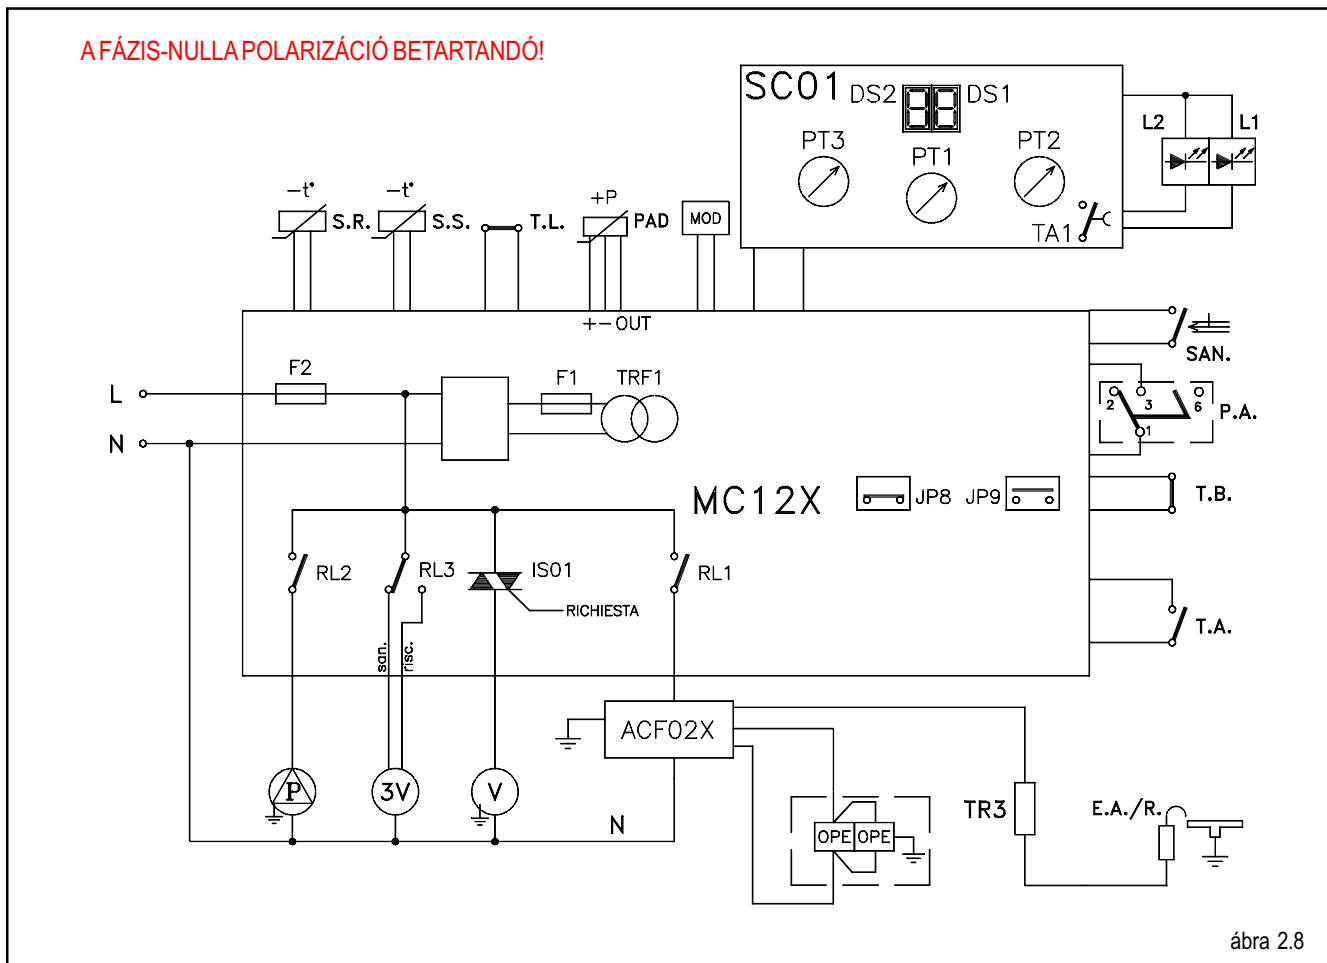 A FÁZIS-NULLA POLARIZÁCIÓ BETARTANDÓ!
SC01
DS2
DS1
L2
L1
PT3
PT1
PT2
TA1
-t°
S.R.
-t°
S.S.
T.L.
+P
PAD
MOD
+-OUT
SAN.
F2
F1
TRF1
L
N
2
3
6
1
P.A.
MC12X
JP8
JP9
T.B.
RL2
RL3
IS01
RL1
RICHIESTA
T.A.
san.
risc.
ACF02X
P
3V
V
N
OPE
OPE
TR3
E.A./R.
ábra 2.8